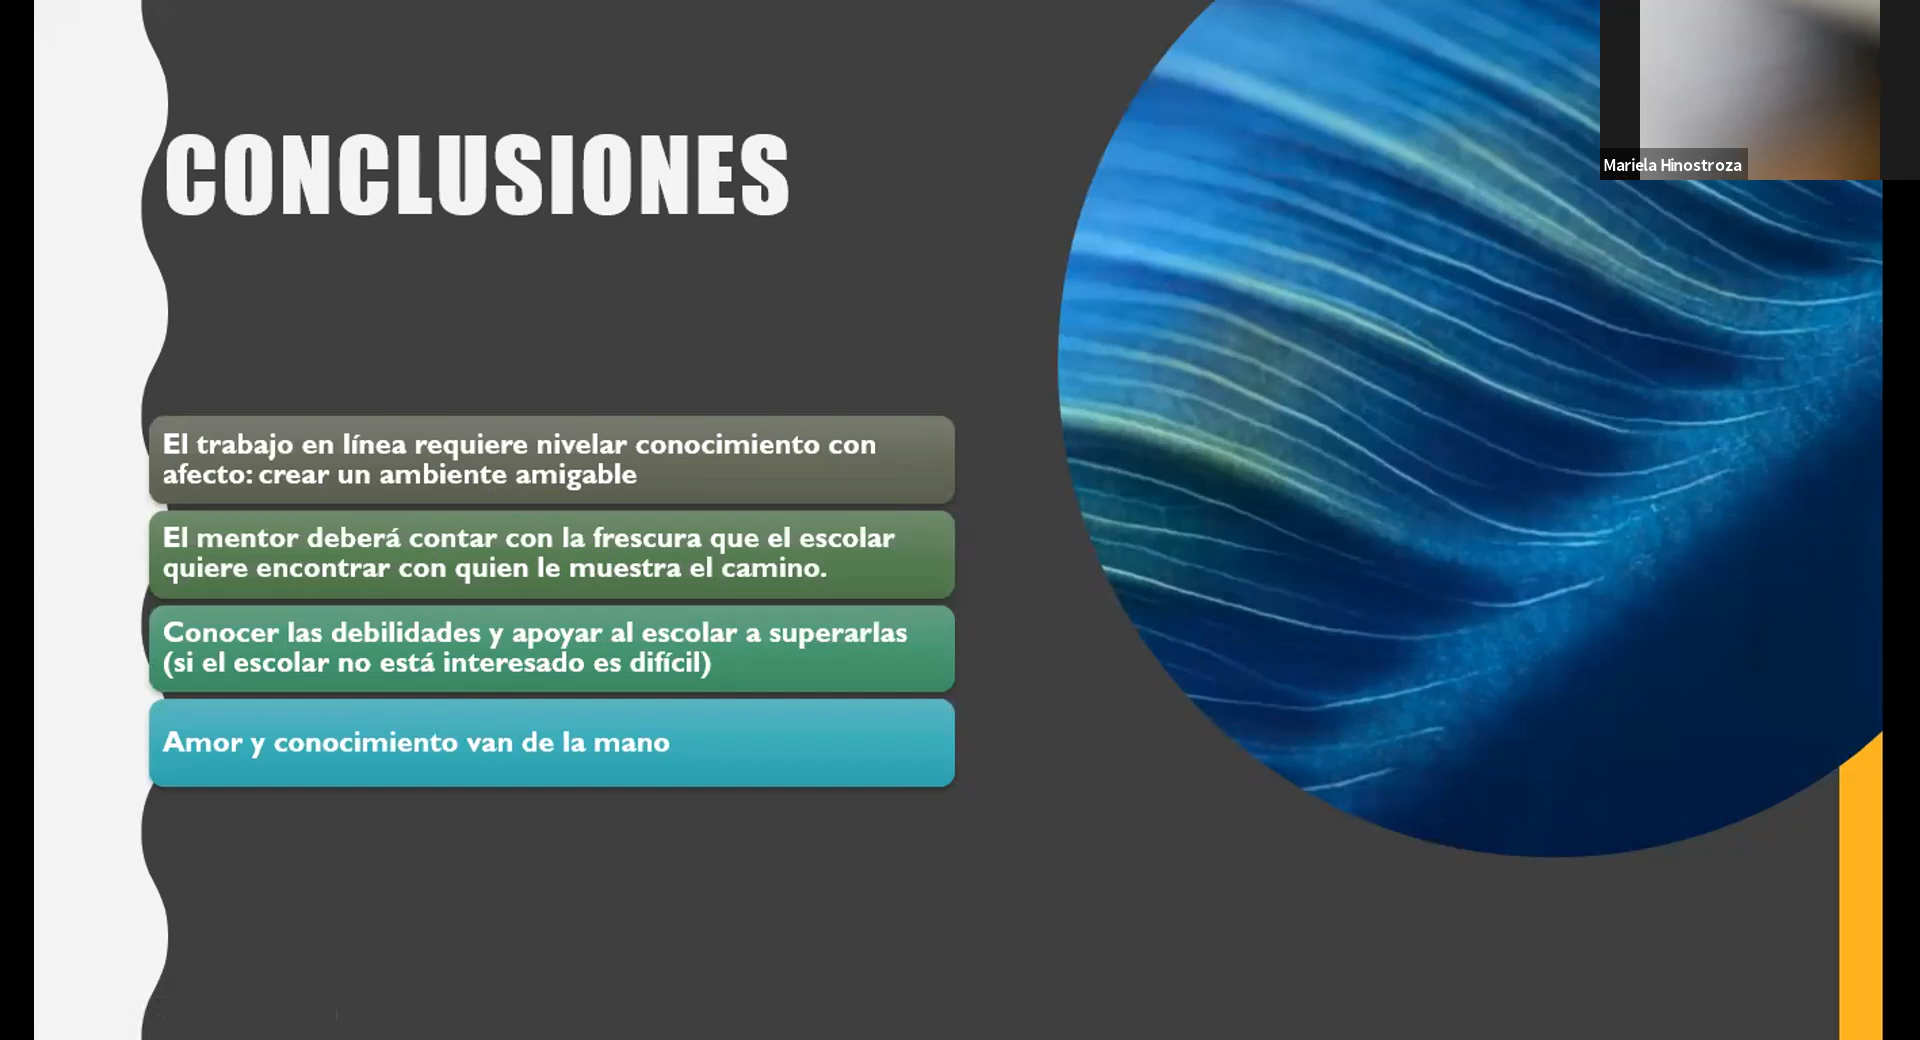 CONCLUSIONES
Mariela Hinostroza
El trabajo en línea requiere nivelar conocimiento con
afecto: crear un ambiente amigable
El mentor deberá contar con la frescura que el escolar
quiere encontrar con quien le muestra el camino.
Conocer las debilidades y apoyar al escolar a superarlas
(si el escolar no está interesado es difícil)
Amor y conocimiento van de la mano